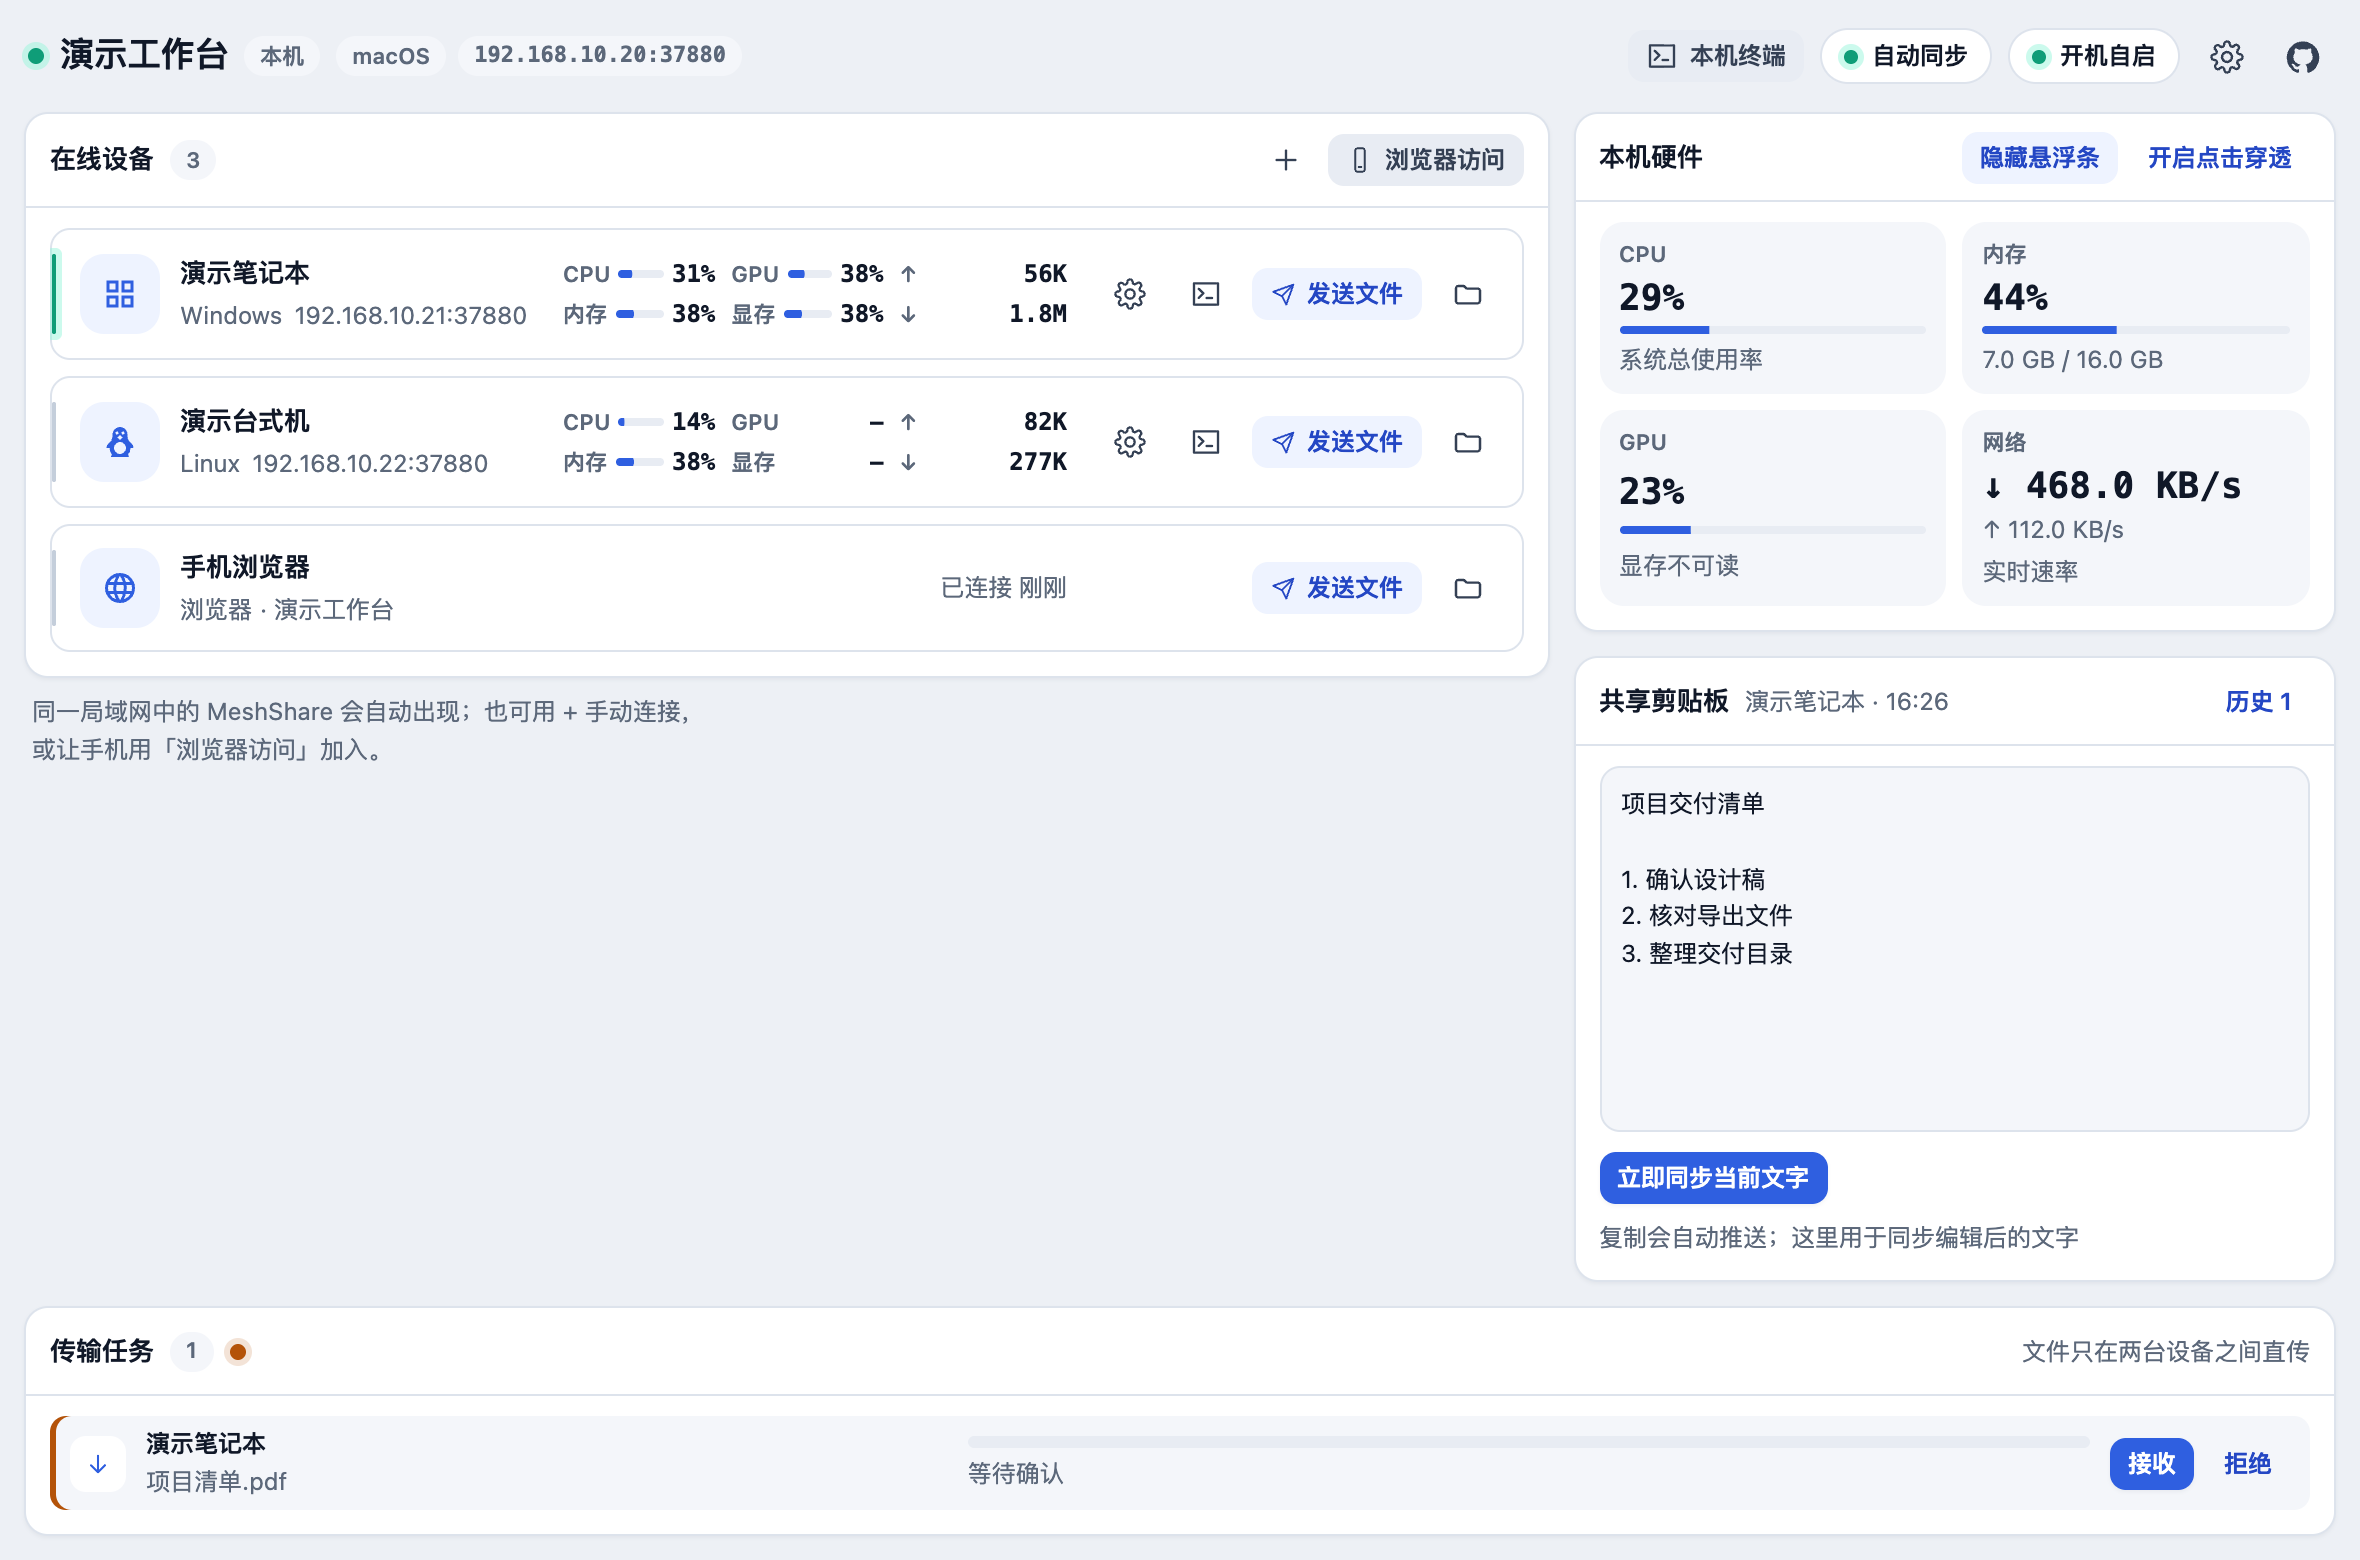 演示工作台 本机 macOS 192.168.10.20:37880 本机终端 自动同步 开机自启
在线设备 3 浏览器访问
演示笔记本
Windows 192.168.10.21:37880
CPU 31% GPU 38% ↑ 56K
内存 38% 显存 38% ↓ 1.8M
发送文件
演示台式机
Linux 192.168.10.22:37880
CPU 14% GPU – ↑ 82K
内存 38% 显存 – ↓ 277K
发送文件
手机浏览器
浏览器 · 演示工作台
已连接 刚刚
发送文件
同一局域网中的 MeshShare 会自动出现；也可用 + 手动连接，
或让手机用「浏览器访问」加入。
本机硬件 隐藏悬浮条 开启点击穿透
CPU
29%
系统总使用率
内存
44%
7.0 GB / 16.0 GB
GPU
23%
显存不可读
网络
↓ 468.0 KB/s
↑ 112.0 KB/s
实时速率
共享剪贴板 演示笔记本 · 16:26 历史 1
项目交付清单
1. 确认设计稿
2. 核对导出文件
3. 整理交付目录
立即同步当前文字
复制会自动推送；这里用于同步编辑后的文字
传输任务 1 文件只在两台设备之间直传
演示笔记本
项目清单.pdf
等待确认
接收 拒绝